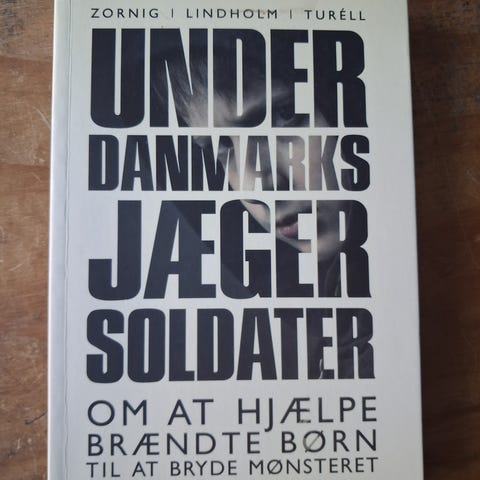 ZORNIG | LINDHOLM | TURÉLL
UNDER
DANMARKS
JÆGER
SOLDATER
OM AT HJÆLPE
BRÆNDTE BØRN
TIL AT BRYDE MØNSTERET